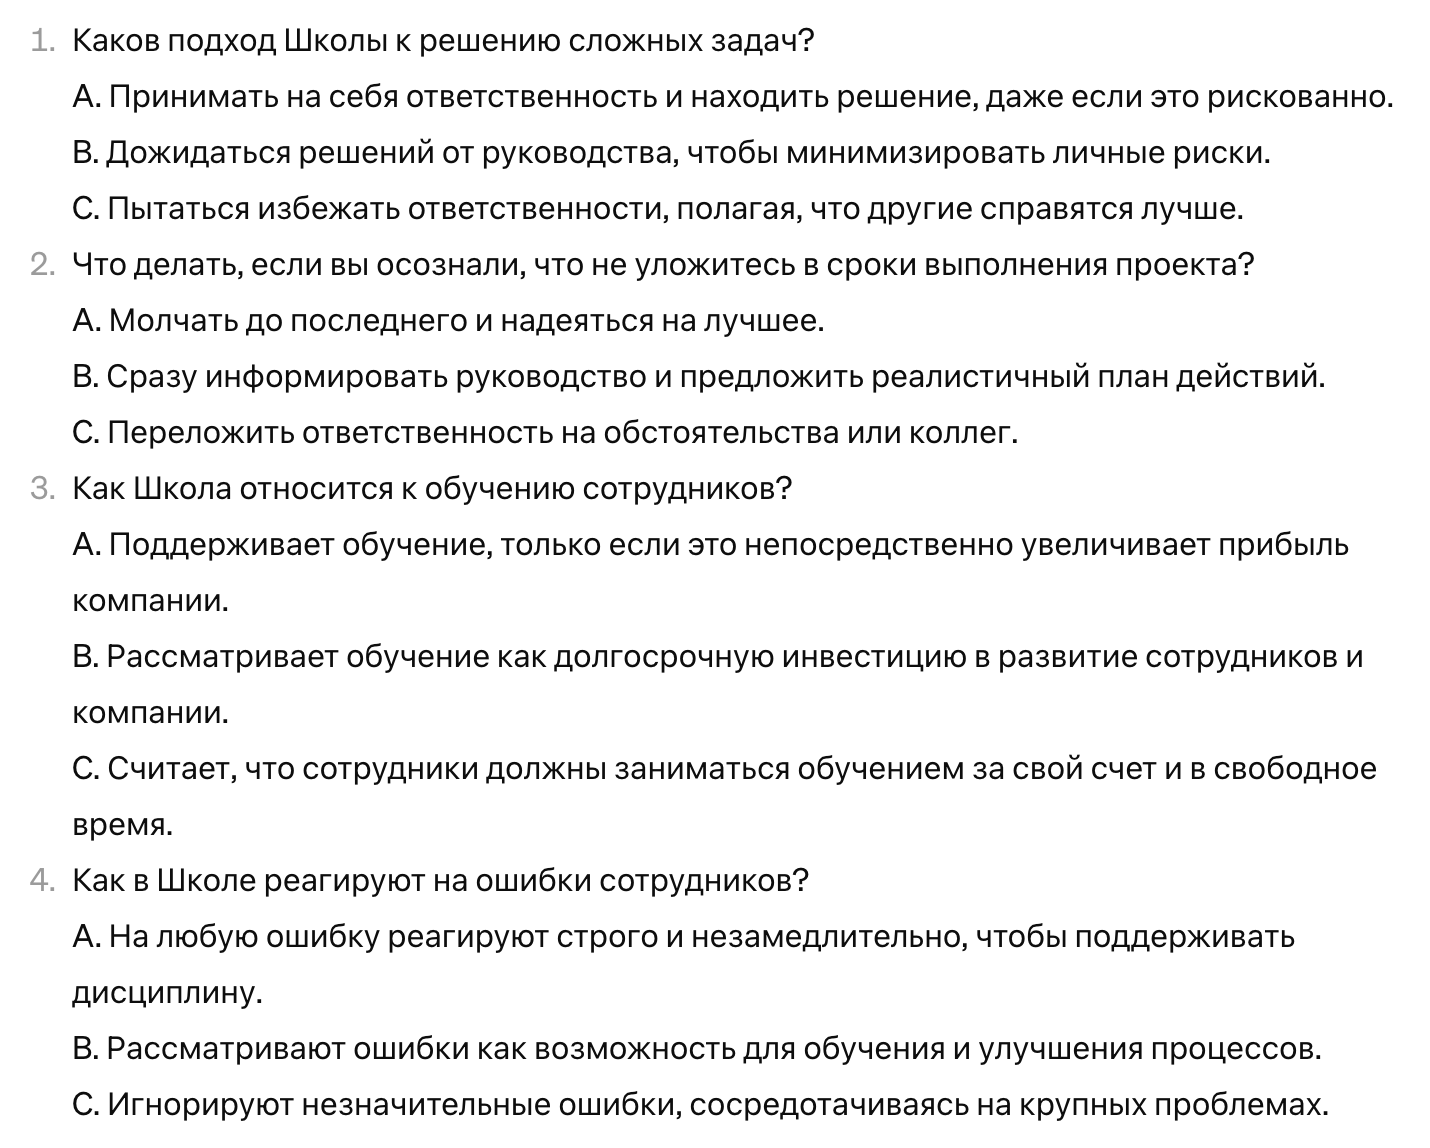 1. Каков подход Школы к решению сложных задач?
A. Принимать на себя ответственность и находить решение, даже если это рискованно.
B. Дожидаться решений от руководства, чтобы минимизировать личные риски.
C. Пытаться избежать ответственности, полагая, что другие справятся лучше.
2. Что делать, если вы осознали, что не уложитесь в сроки выполнения проекта?
A. Молчать до последнего и надеяться на лучшее.
B. Сразу информировать руководство и предложить реалистичный план действий.
C. Переложить ответственность на обстоятельства или коллег.
3. Как Школа относится к обучению сотрудников?
A. Поддерживает обучение, только если это непосредственно увеличивает прибыль
компании.
B. Рассматривает обучение как долгосрочную инвестицию в развитие сотрудников и
компании.
C. Считает, что сотрудники должны заниматься обучением за свой счет и в свободное
время.
4. Как в Школе реагируют на ошибки сотрудников?
A. На любую ошибку реагируют строго и незамедлительно, чтобы поддерживать
дисциплину.
B. Рассматривают ошибки как возможность для обучения и улучшения процессов.
C. Игнорируют незначительные ошибки, сосредотачиваясь на крупных проблемах.